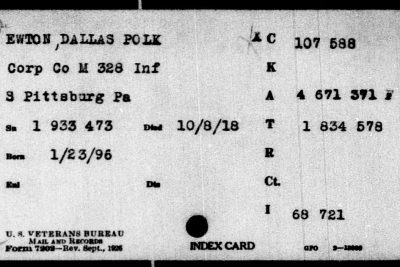 EWTON, DALLAS POLK A C 107 588
Corp Co M 328 Inf K
S Pittsburg Pa A 4 671 371
Sn 1 933 473 Died 10/8/18 T 1 834 578
Born 1/23/96 R
Enl Dis Ct.
I 68 721
U. S. VETERANS BUREAU
MAIL AND RECORDS
Form 7202—Rev. Sept., 1926 INDEX CARD GPO